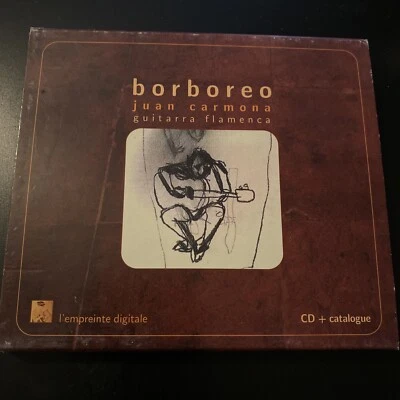 borboreo
juan carmona
guitarra flamenca
l'empreinte digitale
CD + catalogue